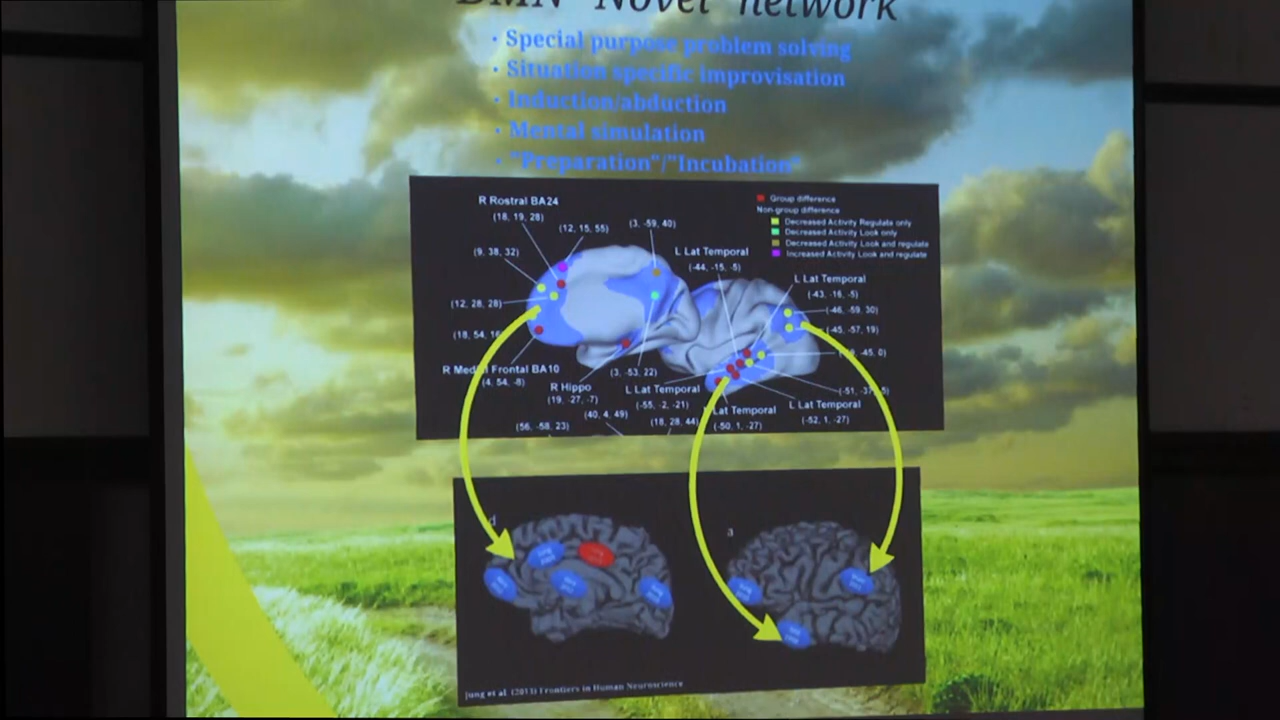 DMN "Novel" network
· Special purpose problem solving
· Situation specific improvisation
· Induction/abduction
· Mental simulation
· "Preparation"/"Incubation"
R Rostral BA24
(18, 19, 28)
(12, 15, 55)
(3, -59, 40)
(9, 38, 32)
L Lat Temporal
(-44, -15, -5)
Group difference
Non-group difference
Decreased Activity Regulate only
Decreased Activity Look only
Decreased Activity Look and regulate
Increased Activity Look and regulate
L Lat Temporal
(-43, -16, -5)
(12, 28, 28)
(-46, -59, 30)
(18, 54,
(-45, -57, 19)
-45, 0)
R Frontal BA10
(4, 54, -8)
R Hippo
(19, -27, -7)
(3, -53, 22)
L Lat Temporal
(-55, -2, -21)
(-51,
Lat Temporal
(-50, 1, -27)
L Lat Temporal
(-52, 1, -27)
(40, 4, 49)
(18, 28, 44)
(56, -58, 23)
d
a
Jung et al. (2013) Frontiers in Human Neuroscience